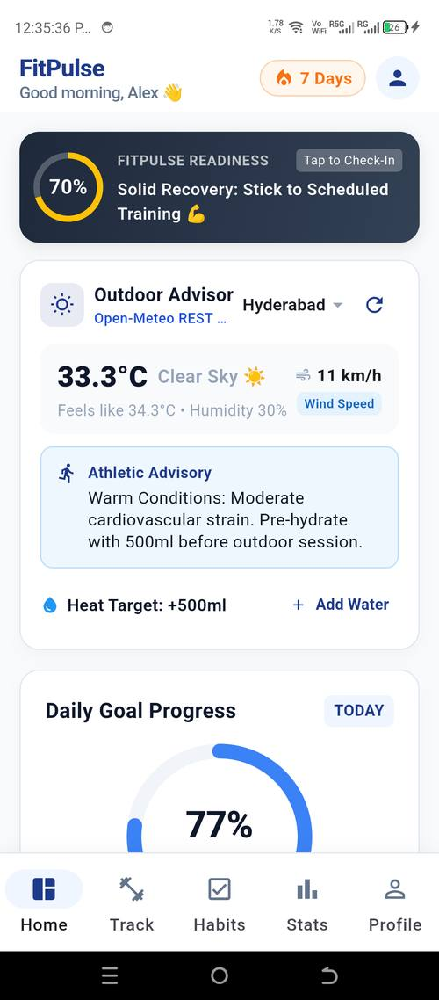 12:35:36 P...
1.78 K/S
Vo WiFi
R5G
RG
26
FitPulse
Good morning, Alex 👋
7 Days
70%
FITPULSE READINESS
Tap to Check-In
Solid Recovery: Stick to Scheduled
Training 💪
Outdoor Advisor
Open-Meteo REST ...
Hyderabad
33.3°C
Clear Sky ☀️
11 km/h
Feels like 34.3°C • Humidity 30%
Wind Speed
Athletic Advisory
Warm Conditions: Moderate
cardiovascular strain. Pre-hydrate
with 500ml before outdoor session.
Heat Target: +500ml
+ Add Water
Daily Goal Progress
TODAY
77%
Home
Track
Habits
Stats
Profile